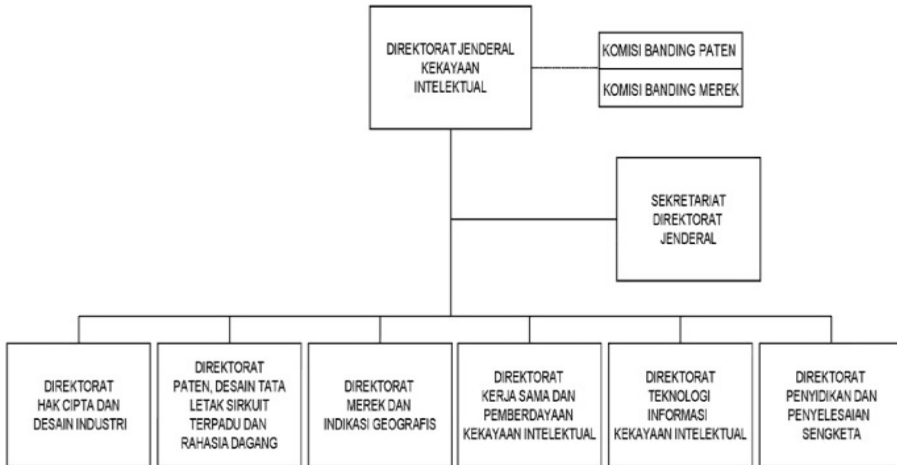 DIREKTORAT JENDERAL
KEKAYAAN
INTELEKTUAL
KOMISI BANDING PATEN
KOMISI BANDING MEREK
SEKRETARIAT
DIREKTORAT
JENDERAL
DIREKTORAT
HAK CIPTA DAN
DESAIN INDUSTRI
DIREKTORAT
PATEN, DESAIN TATA
LETAK SIRKUIT
TERPADU DAN
RAHASIA DAGANG
DIREKTORAT
MEREK DAN
INDIKASI GEOGRAFIS
DIREKTORAT
KERJA SAMA DAN
PEMBERDAYAAN
KEKAYAAN INTELEKTUAL
DIREKTORAT
TEKNOLOGI
INFORMASI
KEKAYAAN INTELEKTUAL
DIREKTORAT
PENYIDIKAN DAN
PENYELESAIAN
SENGKETA